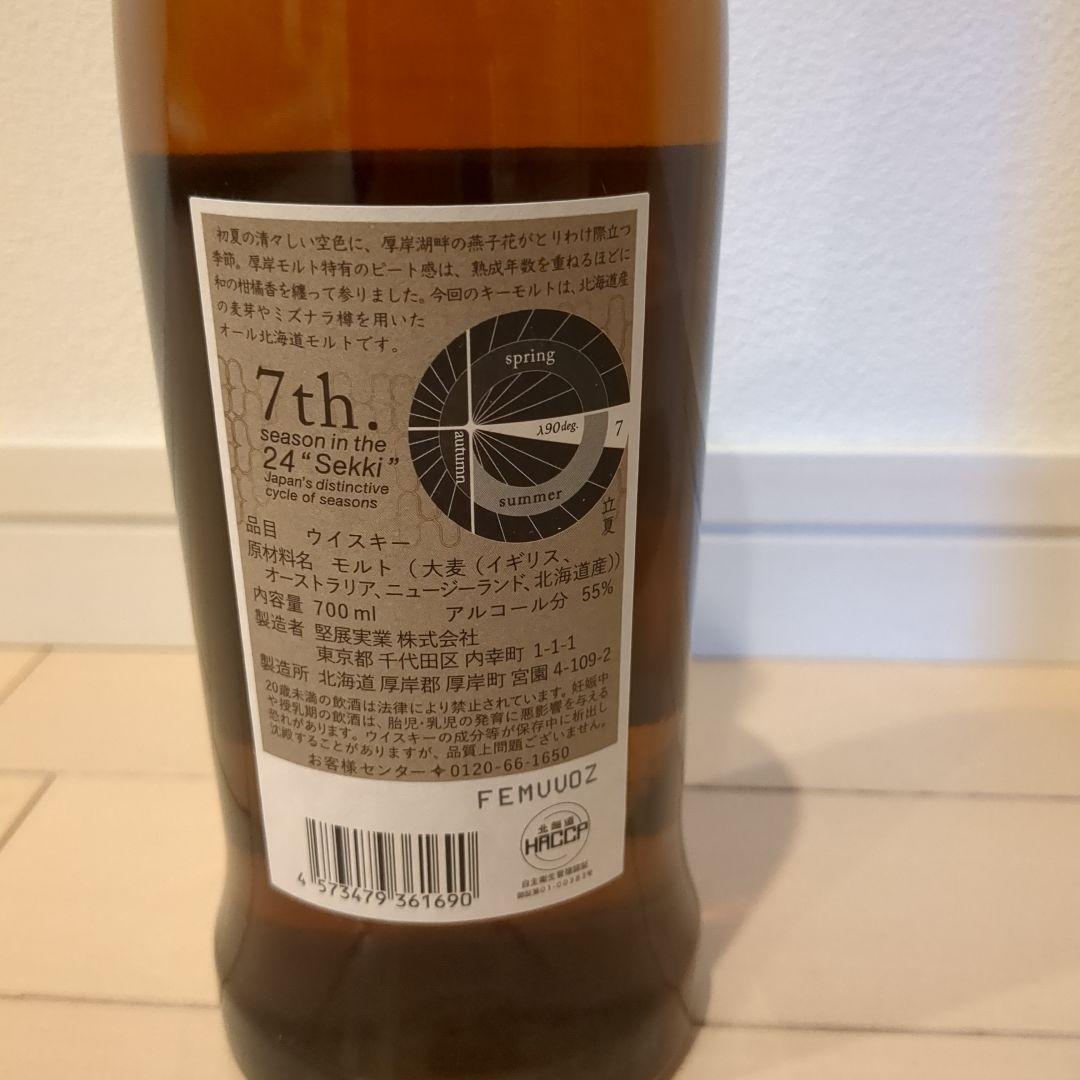 初夏の清々しい空色に、厚岸湖畔の燕子花がとりわけ際立つ
季節。厚岸モルト特有のピート感は、熟成年数を重ねるほどに
和の柑橘香を纏って参りました。今回のキーモルトは、北海道産
の麦芽やミズナラ樽を用いた
オール北海道モルトです。
spring
λ90deg.
7
autumn
summer
立夏
7th.
season in the
24 “Sekki”
Japan's distinctive
cycle of seasons
品目 ウイスキー
原材料名 モルト（大麦（イギリス、
オーストラリア、ニュージーランド、北海道産））
内容量 700 ml アルコール分 55%
製造者 堅展実業 株式会社
東京都 千代田区 内幸町 1-1-1
製造所 北海道 厚岸郡 厚岸町 宮園 4-109-2
20歳未満の飲酒は法律により禁止されています。妊娠中
や授乳期の飲酒は、胎児・乳児の発育に悪影響を与える
恐れがあります。ウイスキーの成分等が保存中に析出し
沈殿することがありますが、品質上問題ございません。
お客様センター✧0120-66-1650
FEMUVOZ
北海道
HACCP
4 573479 361690